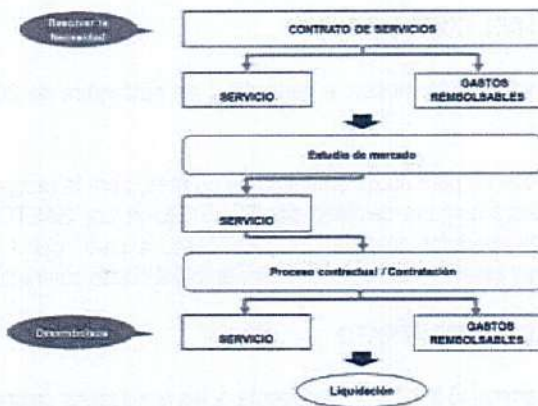 Resolver la
Necesidad
CONTRATO DE SERVICIOS
SERVICIO
GASTOS
REMBOLSABLES
Estudio de mercado
SERVICIO
Proceso contractual / Contratación
SERVICIO
GASTOS
REMBOLSABLES
Liquidación